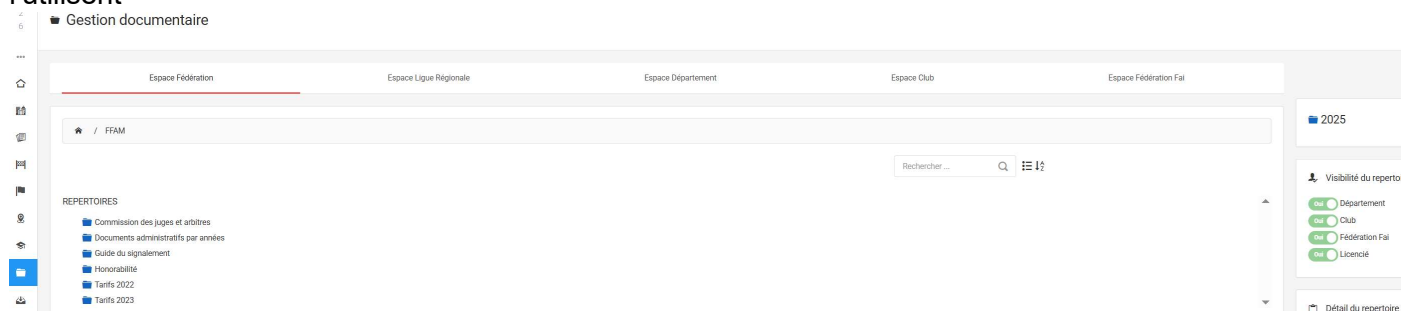 l'utilisent
26
Gestion documentaire
Espace Fédération
Espace Ligue Régionale
Espace Département
Espace Club
Espace Fédération Fai
/ FFAM
Rechercher ...
REPERTOIRES
Commission des juges et arbitres
Documents administratifs par années
Guide du signalement
Honorabilité
Tarifs 2022
Tarifs 2023
2025
Visibilité du repertoi
Oui Département
Oui Club
Oui Fédération Fai
Oui Licencié
Détail du repertoire